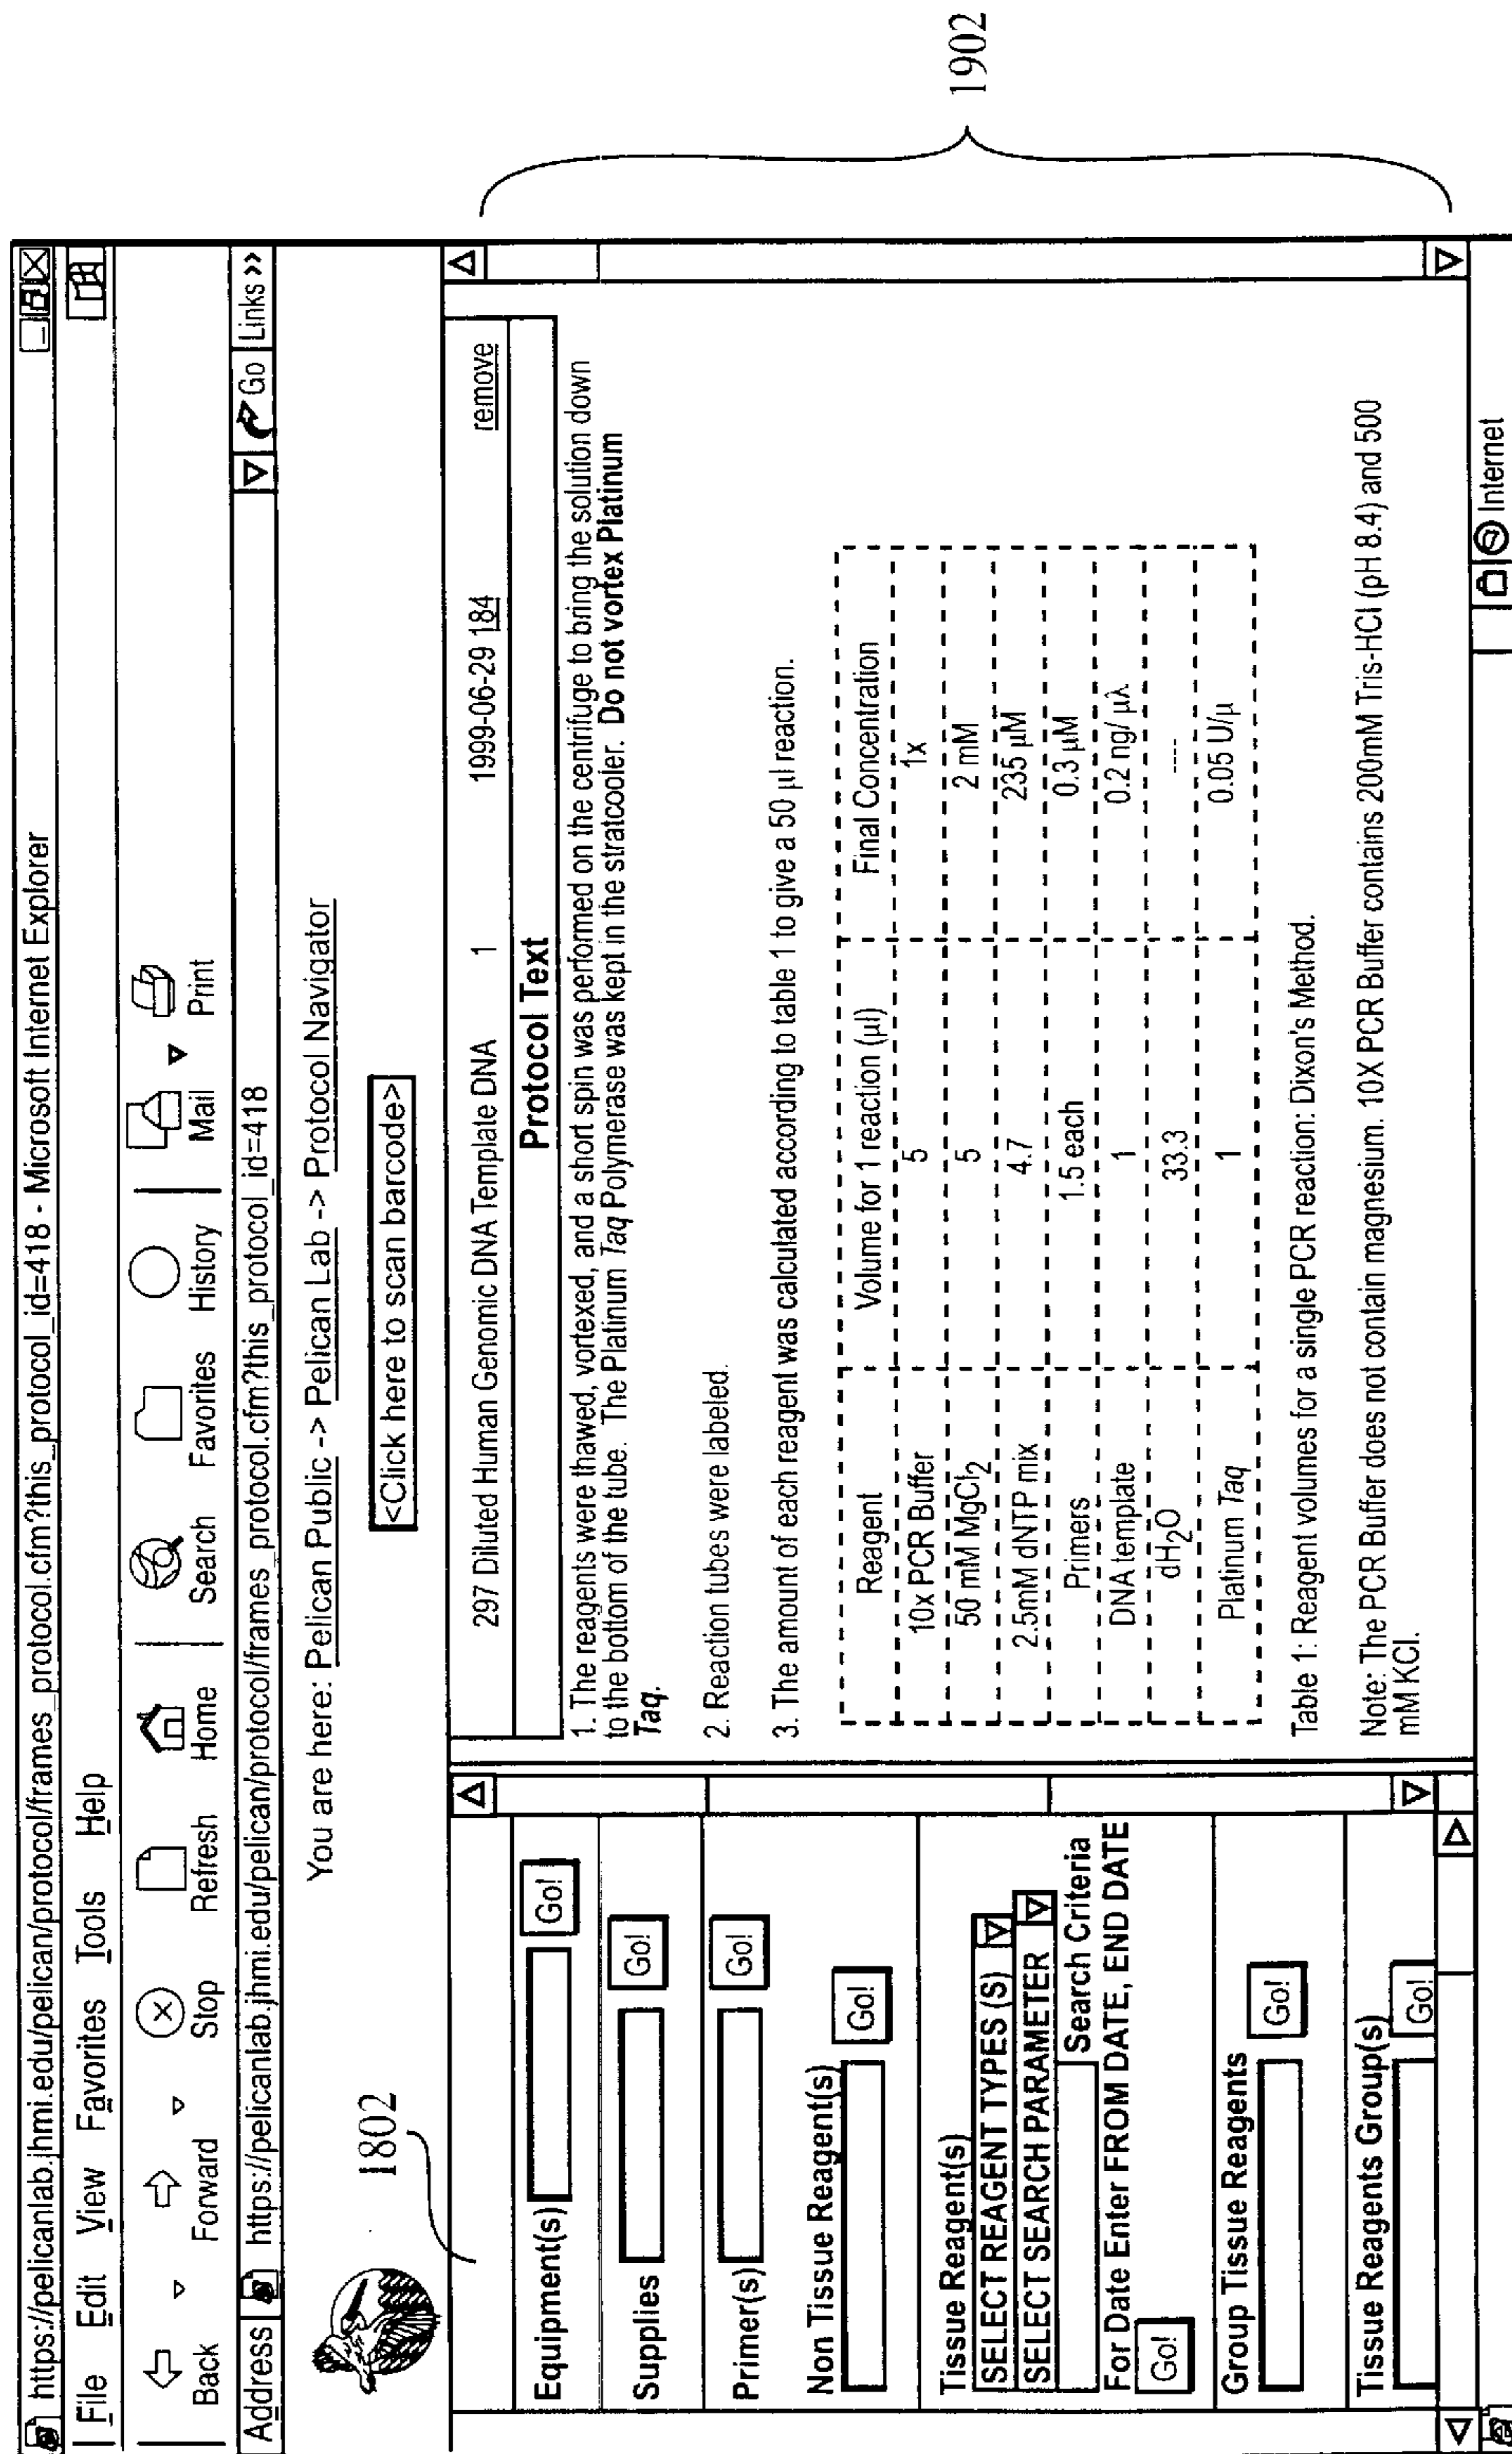 https://pelicanlab.jhmi.edu/pelican/protocol/frames_protocol.cfm?this_protocol_id=418 - Microsoft Internet Explorer
File Edit View Favorites Tools Help
Back Forward Stop Refresh Home Search Favorites History Mail Print
Address https://pelicanlab.jhmi.edu/pelican/protocol/frames_protocol.cfm?this_protocol_id=418 Go Links >>
You are here: Pelican Public -> Pelican Lab -> Protocol Navigator
<Click here to scan barcode>
1802
Equipment(s) Go!
Supplies Go!
Primer(s) Go!
Non Tissue Reagent(s)
Go!
Tissue Reagent(s)
SELECT REAGENT TYPES (S)
SELECT SEARCH PARAMETER
Search Criteria
For Date Enter FROM DATE, END DATE
Go!
Group Tissue Reagents
Go!
Tissue Reagents Group(s)
Go!
297 Diluted Human Genomic DNA Template DNA 1 1999-06-29 184 remove
Protocol Text
1. The reagents were thawed, vortexed, and a short spin was performed on the centrifuge to bring the solution down
to the bottom of the tube. The Platinum Taq Polymerase was kept in the stratcooler. Do not vortex Platinum
Taq.
2. Reaction tubes were labeled.
3. The amount of each reagent was calculated according to table 1 to give a 50 µl reaction.
Reagent Volume for 1 reaction (µl) Final Concentration
10x PCR Buffer 5 1x
50 mM MgCl2 5 2 mM
2.5mM dNTP mix 4.7 235 µM
Primers 1.5 each 0.3 µM
DNA template 1 0.2 ng/ µλ
dH2O 33.3 ----
Platinum Taq 1 0.05 U/µ
Table 1: Reagent volumes for a single PCR reaction: Dixon's Method.
Note: The PCR Buffer does not contain magnesium. 10X PCR Buffer contains 200mM Tris-HCl (pH 8.4) and 500
mM KCl.
Internet
1902